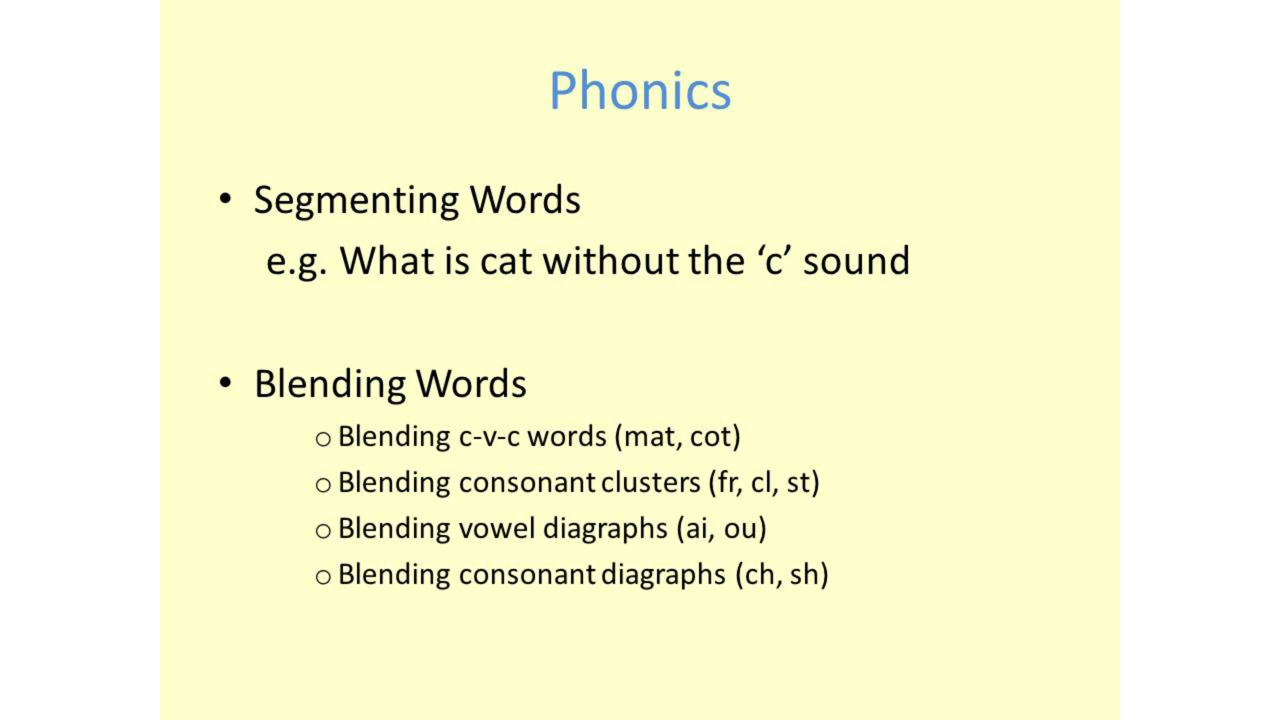 Phonics
• Segmenting Words
e.g. What is cat without the ‘c’ sound
• Blending Words
o Blending c-v-c words (mat, cot)
o Blending consonant clusters (fr, cl, st)
o Blending vowel diagraphs (ai, ou)
o Blending consonant diagraphs (ch, sh)